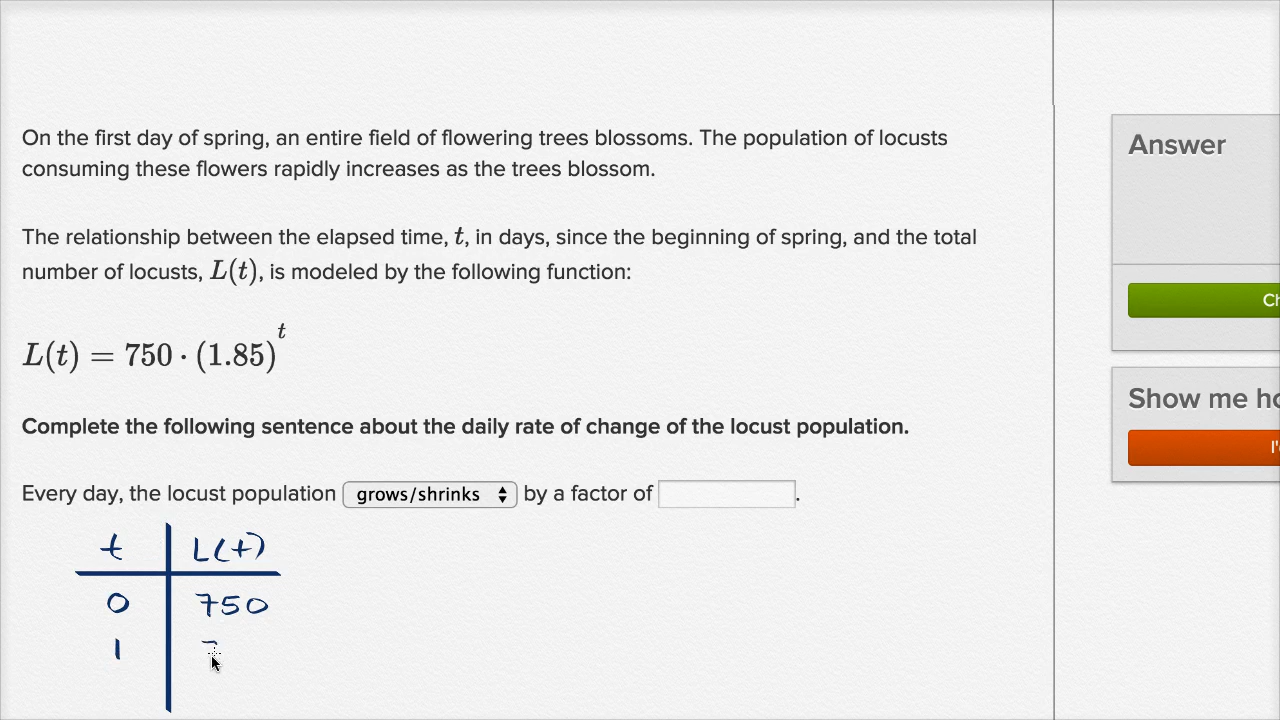 On the first day of spring, an entire field of flowering trees blossoms. The population of locusts
consuming these flowers rapidly increases as the trees blossom.
The relationship between the elapsed time, t, in days, since the beginning of spring, and the total
number of locusts, L(t), is modeled by the following function:
L(t) = 750 · (1.85)^t
Complete the following sentence about the daily rate of change of the locust population.
Every day, the locust population grows/shrinks by a factor of .
t L(t)
0 750
1
Answer
Show me